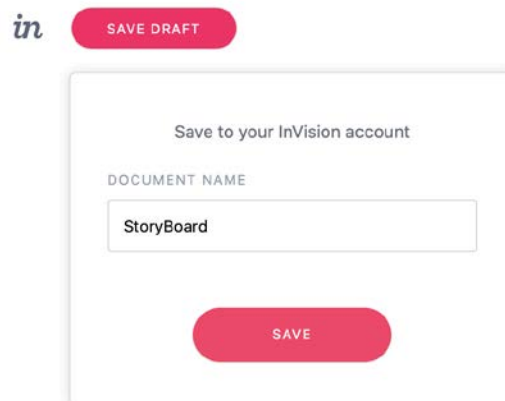 in
SAVE DRAFT
Save to your InVision account
DOCUMENT NAME
StoryBoard
SAVE